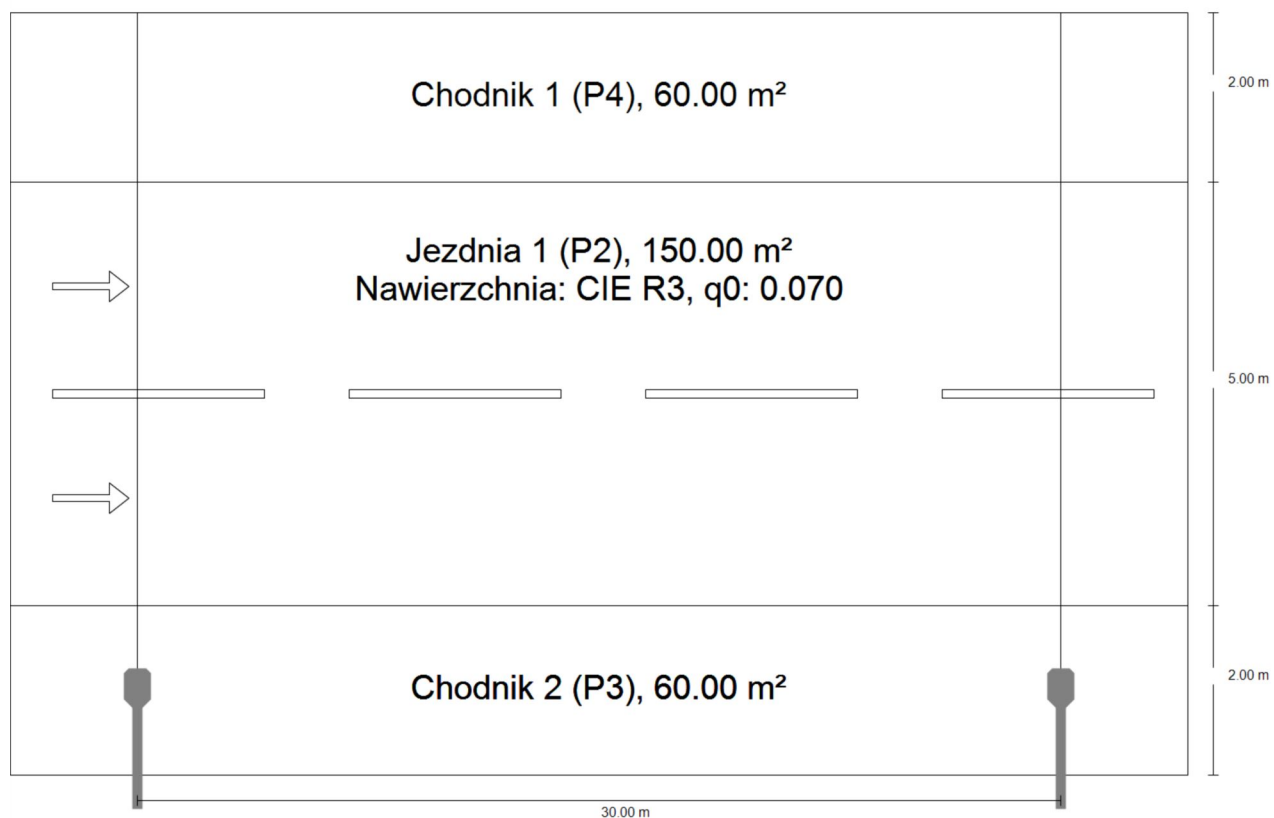 Chodnik 1 (P4), 60.00 m²
2.00 m
Jezdnia 1 (P2), 150.00 m²
Nawierzchnia: CIE R3, q0: 0.070
5.00 m
Chodnik 2 (P3), 60.00 m²
2.00 m
30.00 m